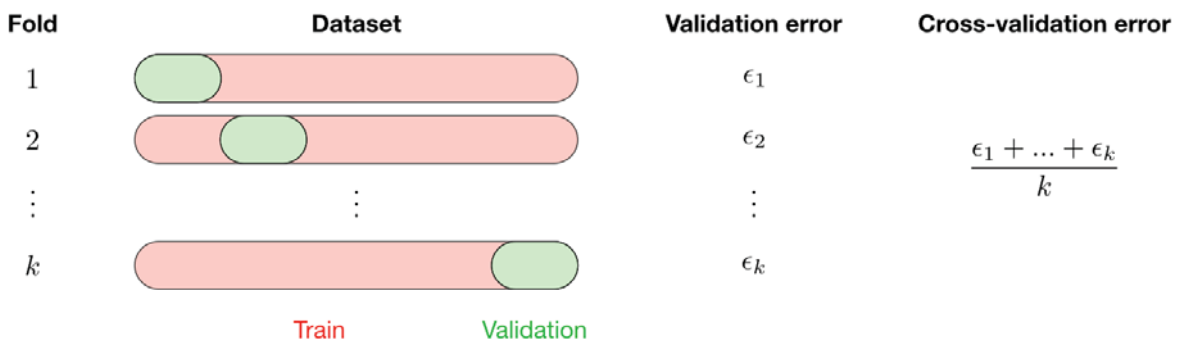 Fold Dataset Validation error Cross-validation error
1 ϵ₁
2 ϵ₂
ϵ₁ + ... + ϵₖ
k
⋮ ⋮ ⋮
k ϵₖ
Train Validation